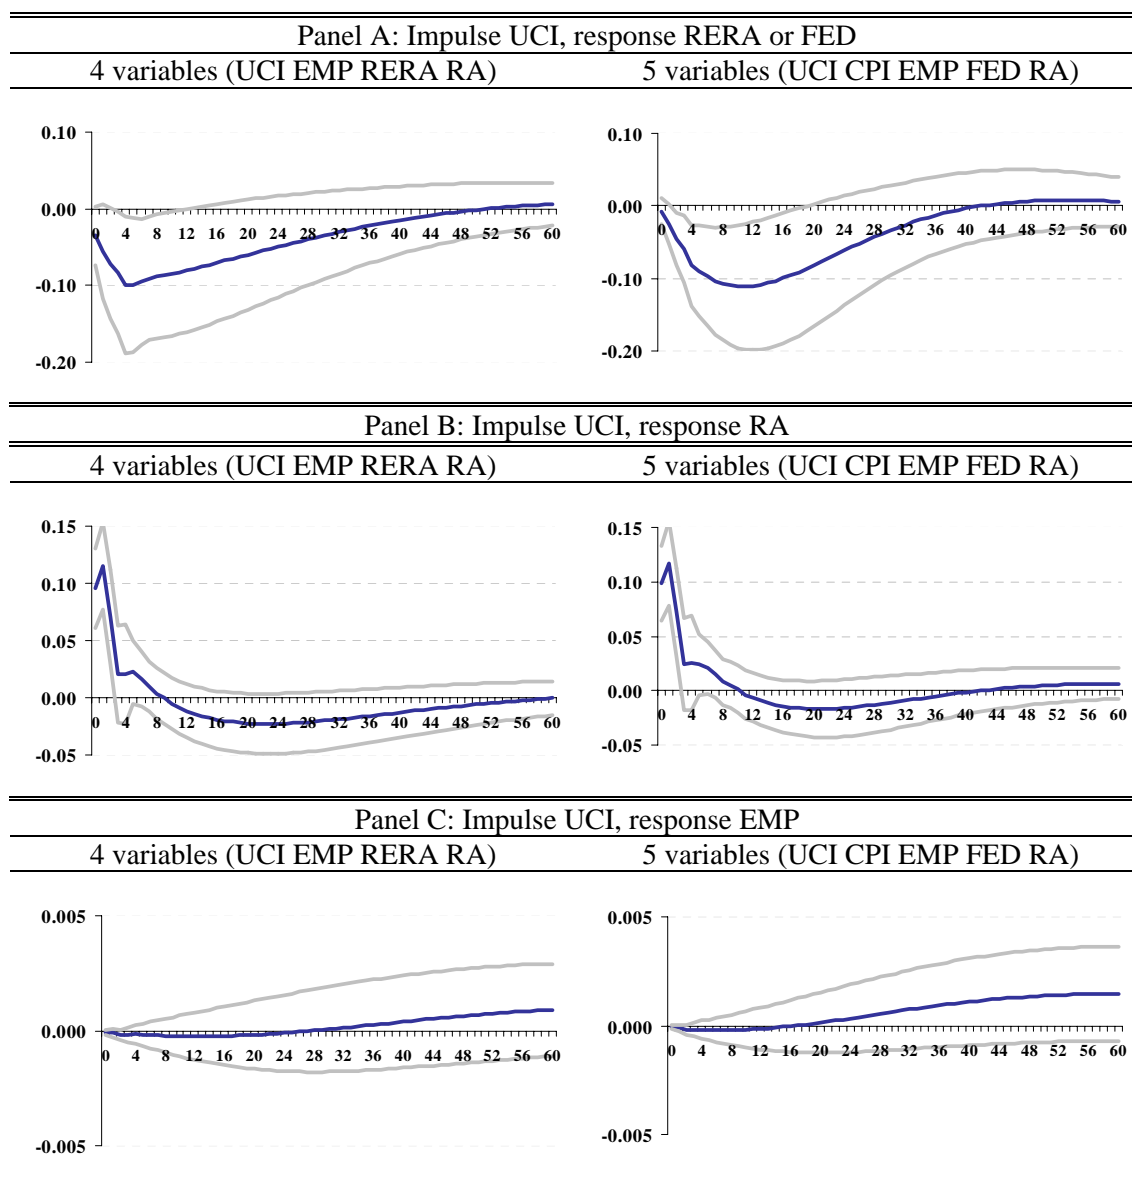 Panel A: Impulse UCI, response RERA or FED
4 variables (UCI EMP RERA RA) 5 variables (UCI CPI EMP FED RA)
0.10 0.10
0.00 0.00
0 4 8 12 16 20 24 28 32 36 40 44 48 52 56 60 0 4 8 12 16 20 24 28 32 36 40 44 48 52 56 60
-0.10 -0.10
-0.20 -0.20
Panel B: Impulse UCI, response RA
4 variables (UCI EMP RERA RA) 5 variables (UCI CPI EMP FED RA)
0.15 0.15
0.10 0.10
0.05 0.05
0.00 0.00
0 4 8 12 16 20 24 28 32 36 40 44 48 52 56 60 0 4 8 12 16 20 24 28 32 36 40 44 48 52 56 60
-0.05 -0.05
Panel C: Impulse UCI, response EMP
4 variables (UCI EMP RERA RA) 5 variables (UCI CPI EMP FED RA)
0.005 0.005
0.000 0.000
0 4 8 12 16 20 24 28 32 36 40 44 48 52 56 60 0 4 8 12 16 20 24 28 32 36 40 44 48 52 56 60
-0.005 -0.005